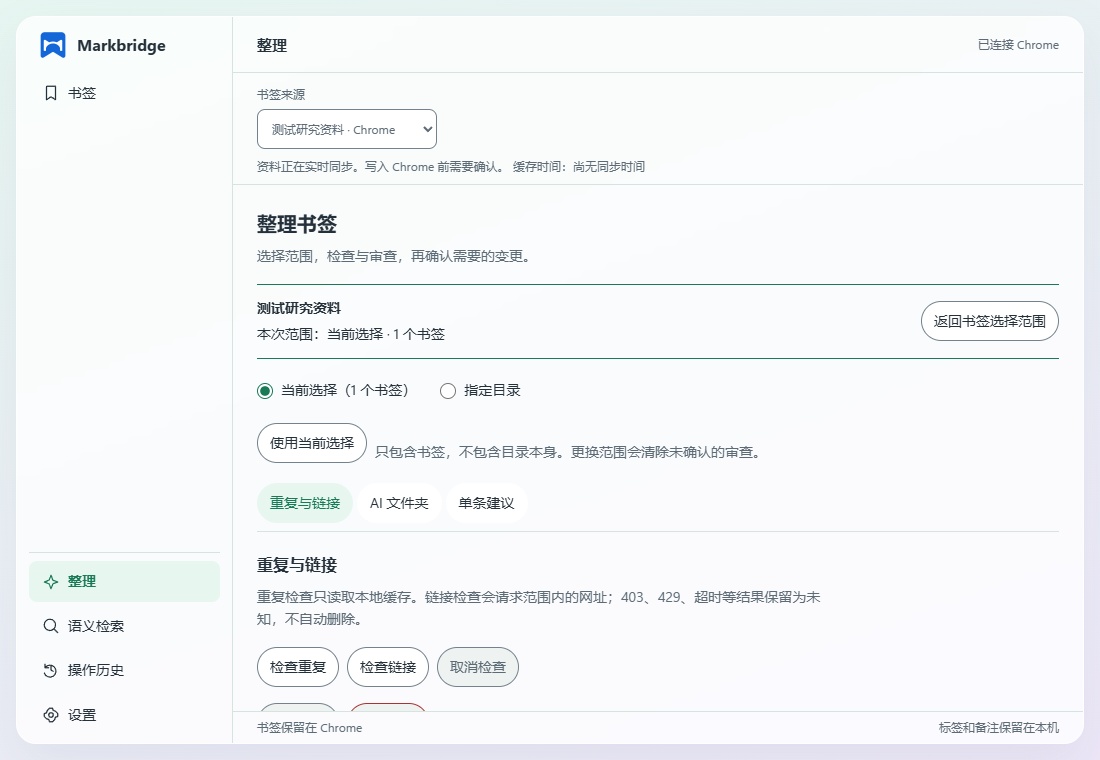 Markbridge
书签
整理
语义检索
操作历史
设置
整理
已连接 Chrome
书签来源
测试研究资料 · Chrome
资料正在实时同步。写入 Chrome 前需要确认。 缓存时间：尚无同步时间
整理书签
选择范围，检查与审查，再确认需要的变更。
测试研究资料
本次范围：当前选择 · 1 个书签
返回书签选择范围
当前选择（1 个书签）
指定目录
使用当前选择
只包含书签，不包含目录本身。更换范围会清除未确认的审查。
重复与链接
AI 文件夹
单条建议
重复与链接
重复检查只读取本地缓存。链接检查会请求范围内的网址；403、429、超时等结果保留为未
知，不自动删除。
检查重复
检查链接
取消检查
书签保留在 Chrome
标签和备注保留在本机